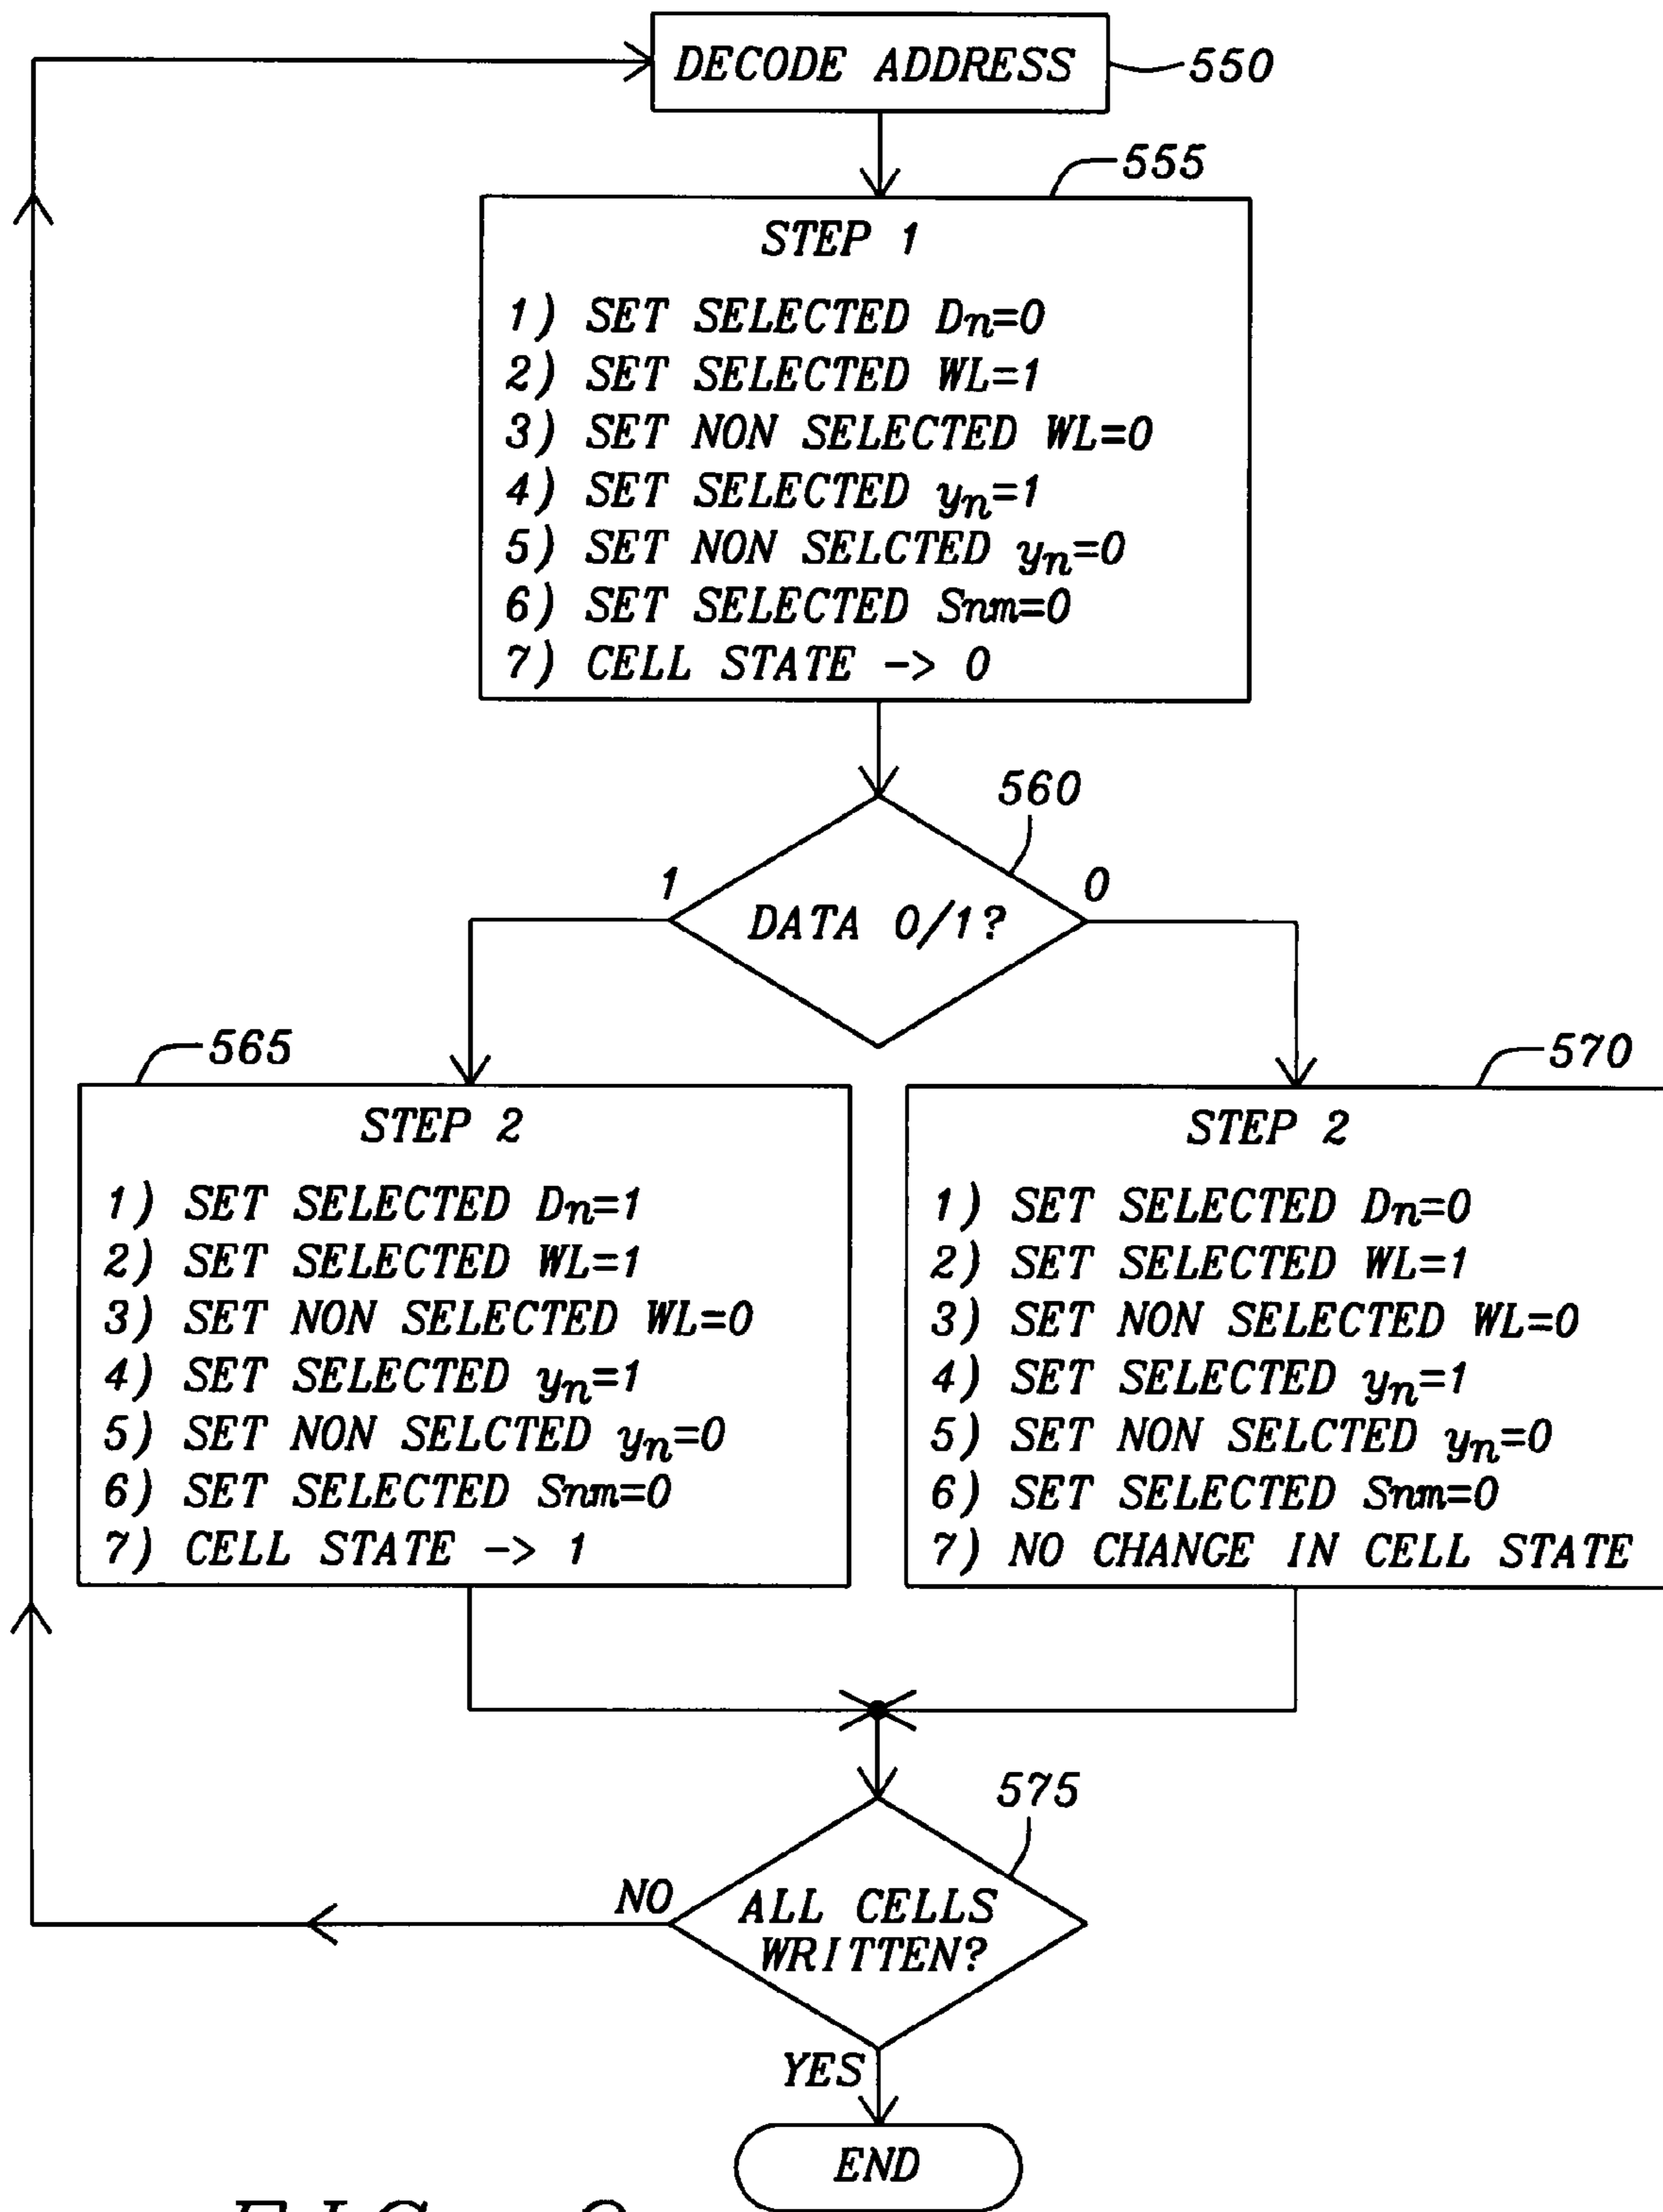 DECODE ADDRESS
550
555
STEP 1
1) SET SELECTED Dn=0
2) SET SELECTED WL=1
3) SET NON SELECTED WL=0
4) SET SELECTED yn=1
5) SET NON SELCTED yn=0
6) SET SELECTED Snm=0
7) CELL STATE -> 0
560
1
0
DATA 0/1?
565
STEP 2
1) SET SELECTED Dn=1
2) SET SELECTED WL=1
3) SET NON SELECTED WL=0
4) SET SELECTED yn=1
5) SET NON SELCTED yn=0
6) SET SELECTED Snm=0
7) CELL STATE -> 1
570
STEP 2
1) SET SELECTED Dn=0
2) SET SELECTED WL=1
3) SET NON SELECTED WL=0
4) SET SELECTED yn=1
5) SET NON SELCTED yn=0
6) SET SELECTED Snm=0
7) NO CHANGE IN CELL STATE
575
NO
ALL CELLS
WRITTEN?
YES
END